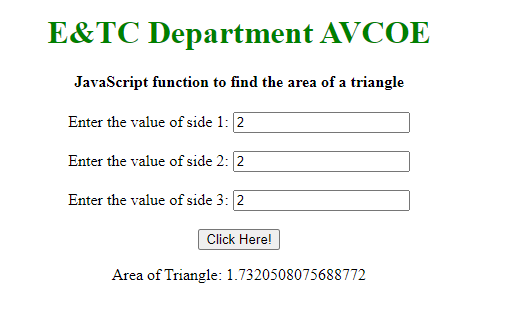 E&TC Department AVCOE
JavaScript function to find the area of a triangle
Enter the value of side 1: 2
Enter the value of side 2: 2
Enter the value of side 3: 2
Click Here!
Area of Triangle: 1.7320508075688772